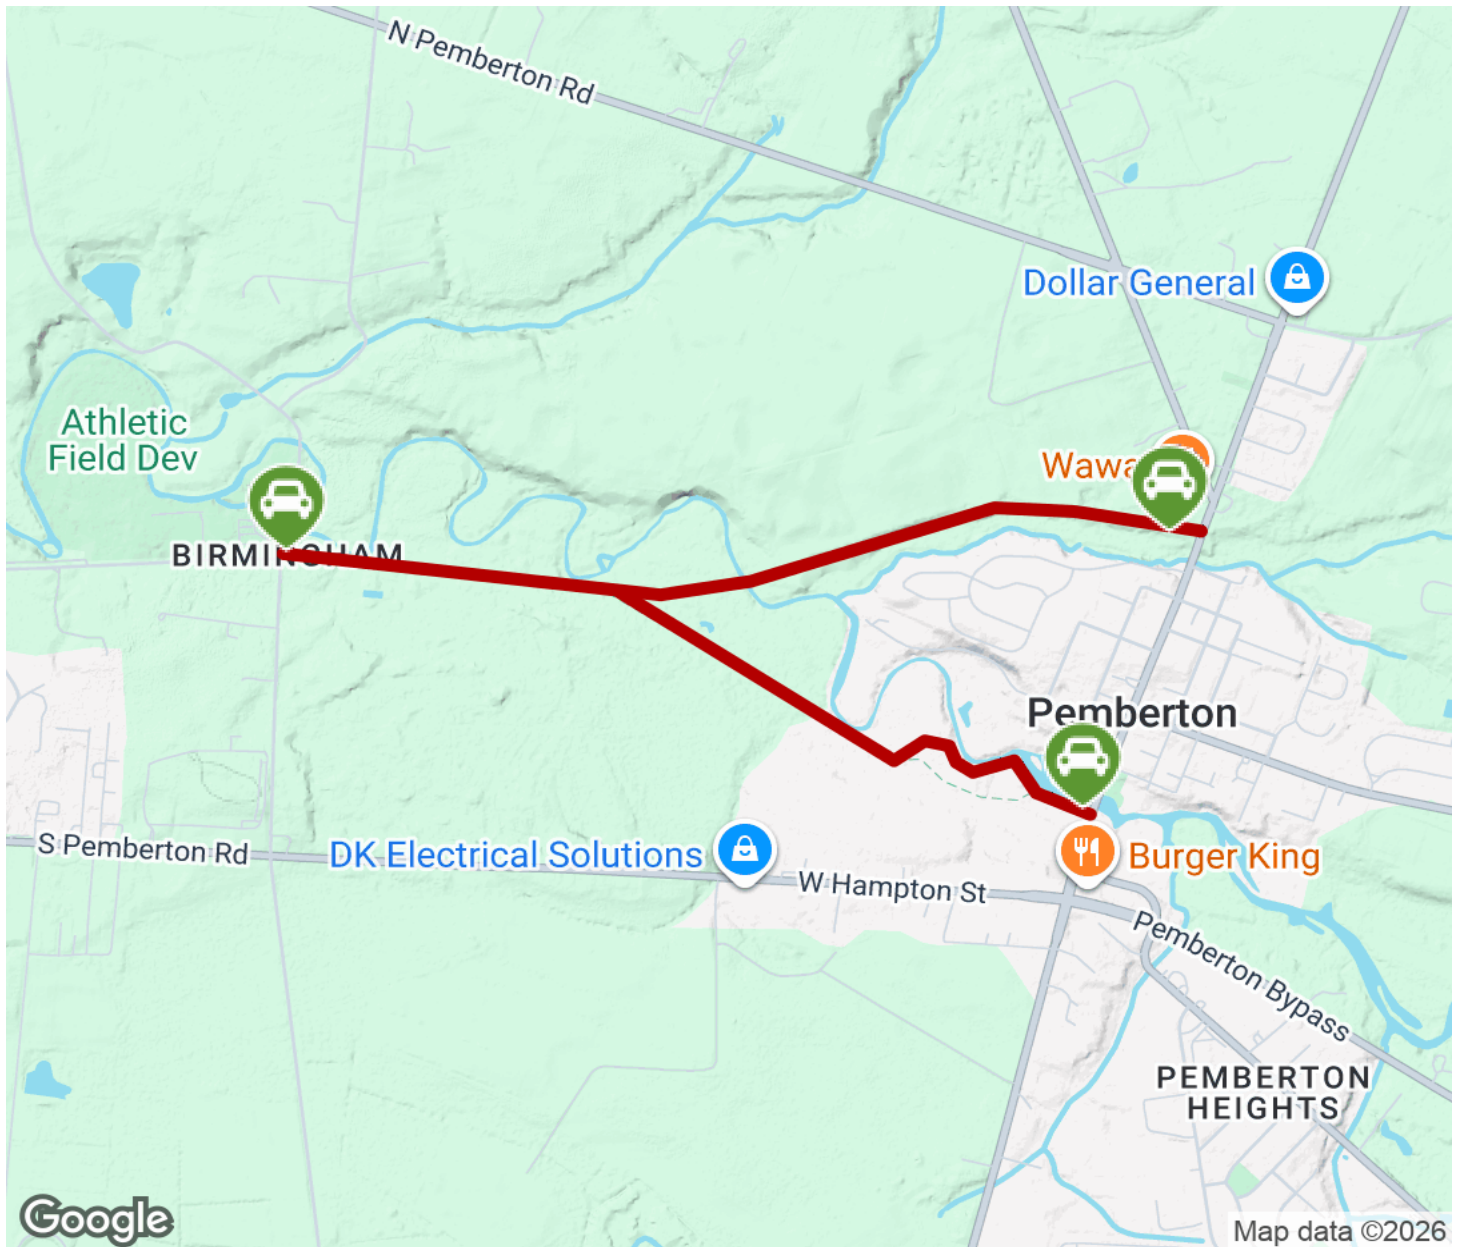 N Pemberton Rd
Dollar General
Athletic
Field Dev
Wawa
BIRMINGHAM
Pemberton
S Pemberton Rd
DK Electrical Solutions
W Hampton St
Burger King
Pemberton Bypass
PEMBERTON
HEIGHTS
Google
Map data ©2026